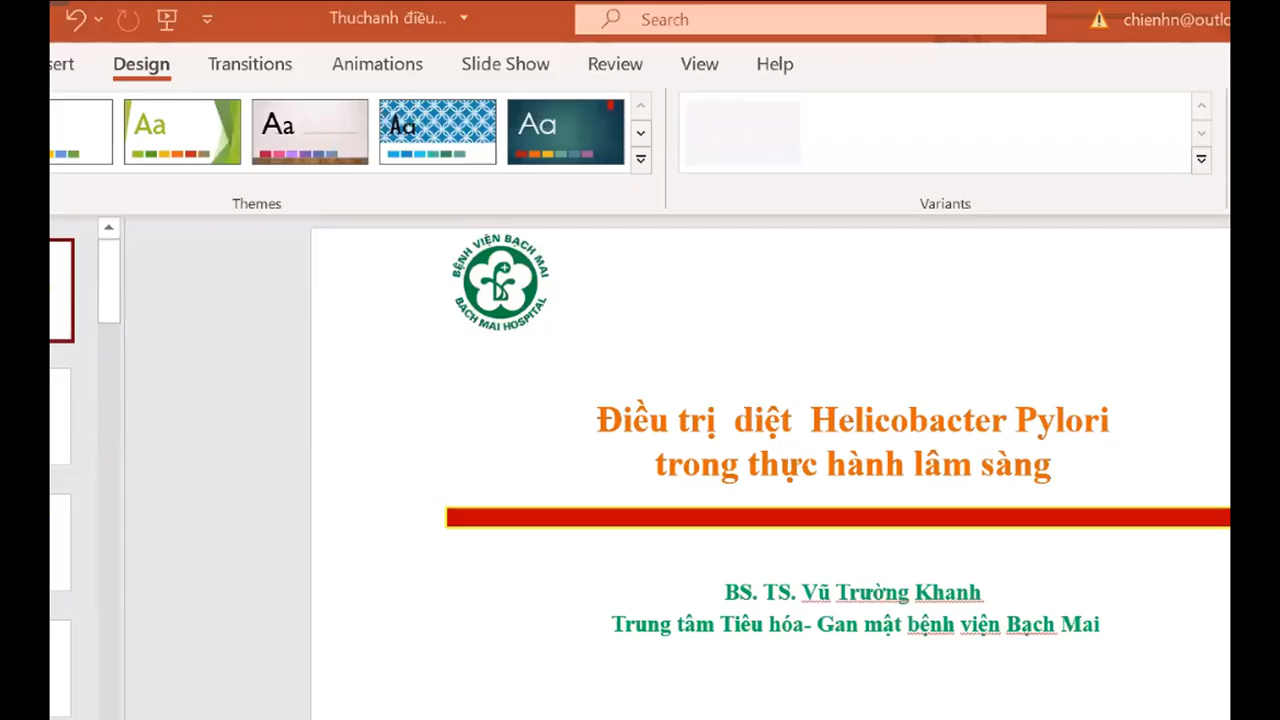 Thuchanh điều...
Search
chienhn@outlo
sert
Design
Transitions
Animations
Slide Show
Review
View
Help
Aa
Aa
Aa
Aa
Themes
Variants
BỆNH VIỆN BẠCH MAI
BACH MAI HOSPITAL
Điều trị diệt Helicobacter Pylori
trong thực hành lâm sàng
BS. TS. Vũ Trường Khanh
Trung tâm Tiêu hóa- Gan mật bệnh viện Bạch Mai